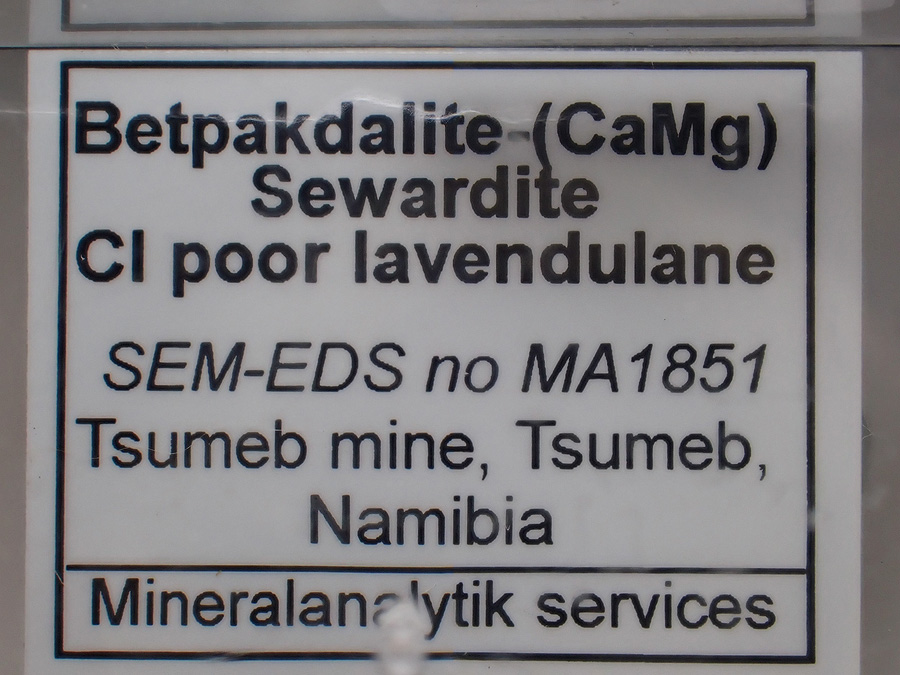 Betpakdalite-(CaMg)
Sewardite
Cl poor lavendulane
SEM-EDS no MA1851
Tsumeb mine, Tsumeb,
Namibia
Mineralanalytik services